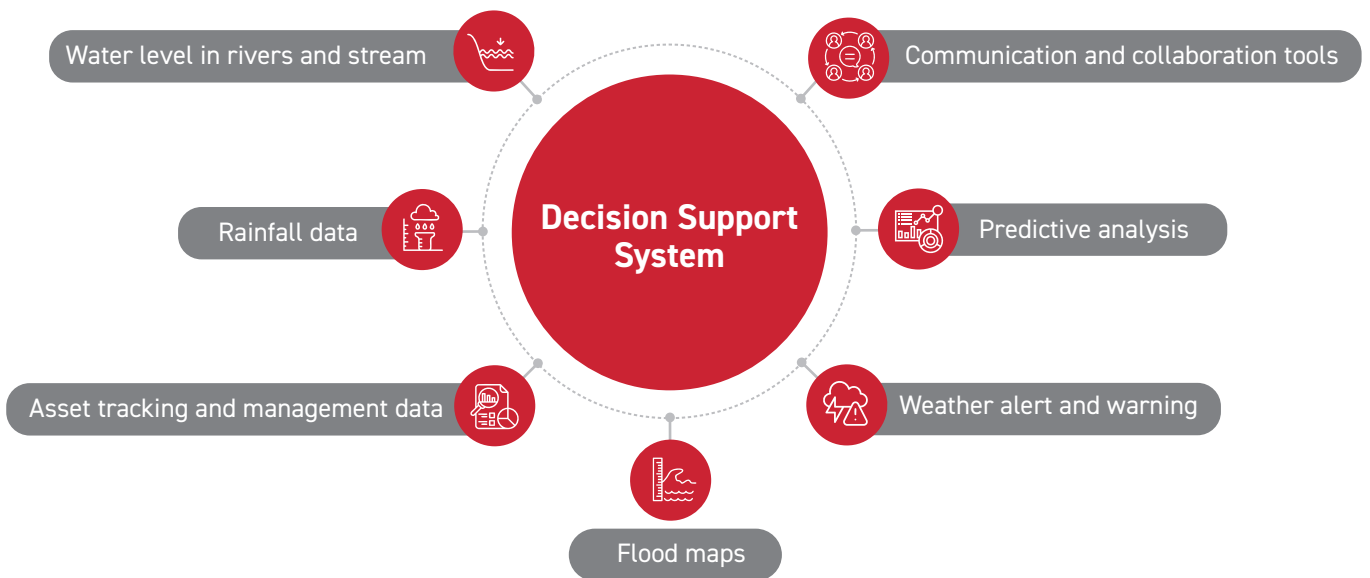 Water level in rivers and stream
Communication and collaboration tools
Rainfall data
Decision Support
System
Predictive analysis
Asset tracking and management data
Weather alert and warning
Flood maps